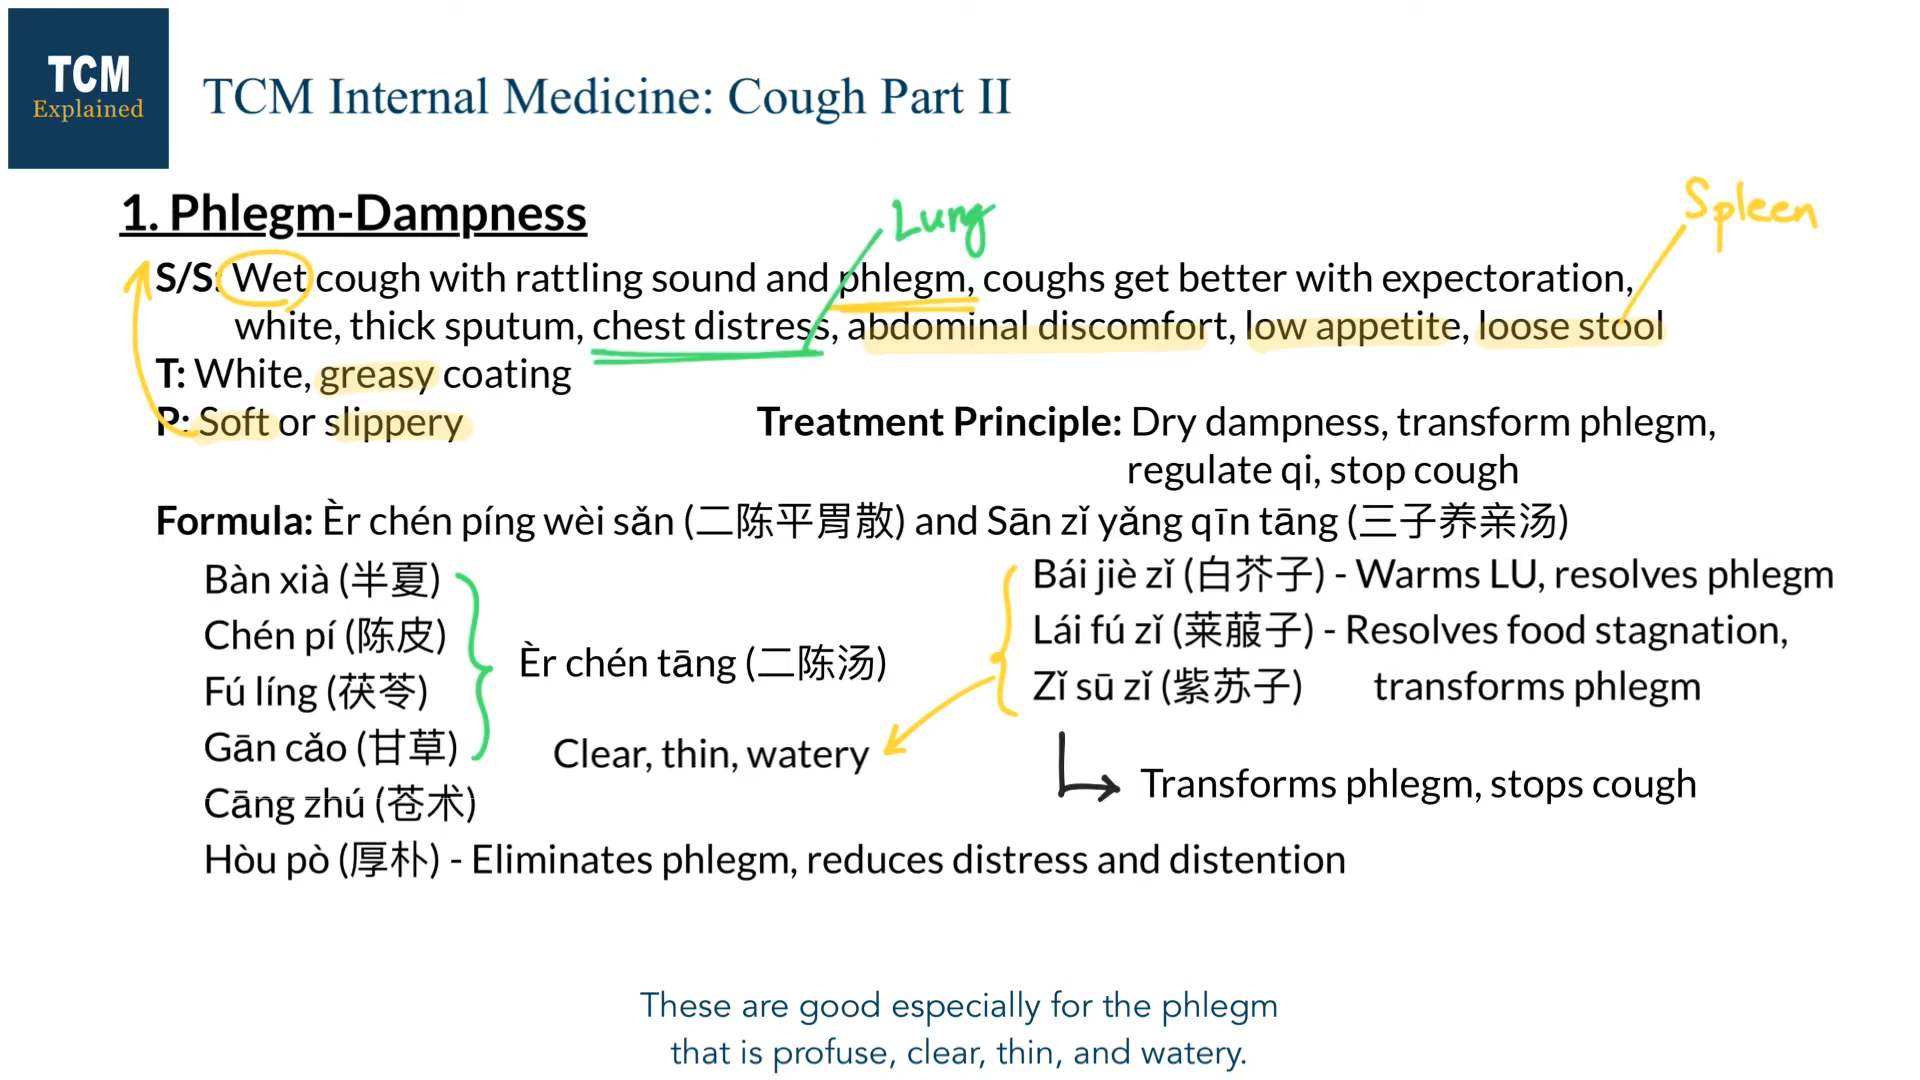 TCM
Explained
TCM Internal Medicine: Cough Part II
Lung
Spleen
1. Phlegm-Dampness
S/S: Wet cough with rattling sound and phlegm, coughs get better with expectoration,
white, thick sputum, chest distress, abdominal discomfort, low appetite, loose stool
T: White, greasy coating
P: Soft or slippery
Treatment Principle: Dry dampness, transform phlegm,
regulate qi, stop cough
Formula: Èr chén píng wèi sǎn (二陈平胃散) and Sān zǐ yǎng qīn tāng (三子养亲汤)
Bàn xià (半夏)
Chén pí (陈皮)
Fú líng (茯苓)
Gān cǎo (甘草)
Cāng zhú (苍术)
Hòu pò (厚朴) - Eliminates phlegm, reduces distress and distention
Èr chén tāng (二陈汤)
Clear, thin, watery
Bái jiè zǐ (白芥子) - Warms LU, resolves phlegm
Lái fú zǐ (莱菔子) - Resolves food stagnation,
transforms phlegm
Zǐ sū zǐ (紫苏子)
Transforms phlegm, stops cough
These are good especially for the phlegm
that is profuse, clear, thin, and watery.